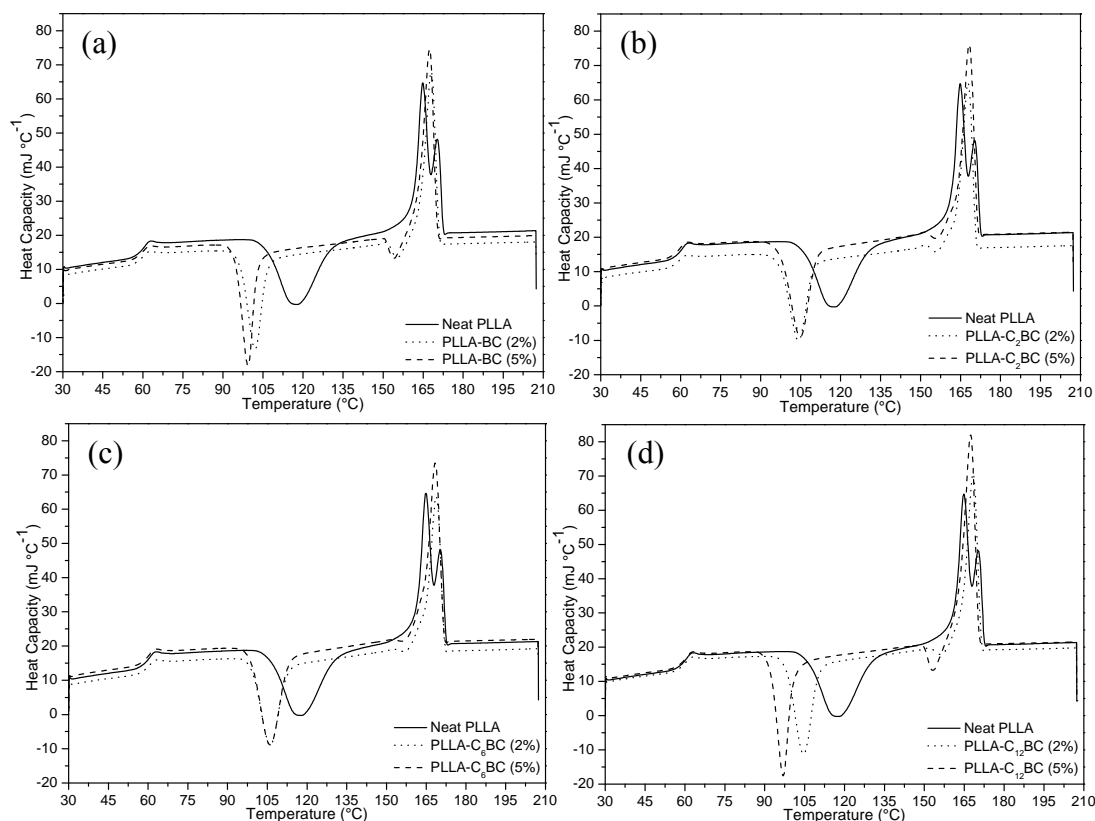 (a)
Heat Capacity (mJ °C⁻¹)
80
70
60
50
40
30
20
10
0
-10
-20
Neat PLLA
PLLA-BC (2%)
PLLA-BC (5%)
30 45 60 75 90 105 120 135 150 165 180 195 210
Temperature (°C)
(b)
Heat Capacity (mJ °C⁻¹)
80
70
60
50
40
30
20
10
0
-10
-20
Neat PLLA
PLLA-C₂BC (2%)
PLLA-C₂BC (5%)
30 45 60 75 90 105 120 135 150 165 180 195 210
Temperature (°C)
(c)
Heat Capacity (mJ °C⁻¹)
80
70
60
50
40
30
20
10
0
-10
-20
Neat PLLA
PLLA-C₆BC (2%)
PLLA-C₆BC (5%)
30 45 60 75 90 105 120 135 150 165 180 195 210
Temperature (°C)
(d)
Heat Capacity (mJ °C⁻¹)
80
70
60
50
40
30
20
10
0
-10
-20
Neat PLLA
PLLA-C₁₂BC (2%)
PLLA-C₁₂BC (5%)
30 45 60 75 90 105 120 135 150 165 180 195 210
Temperature (°C)